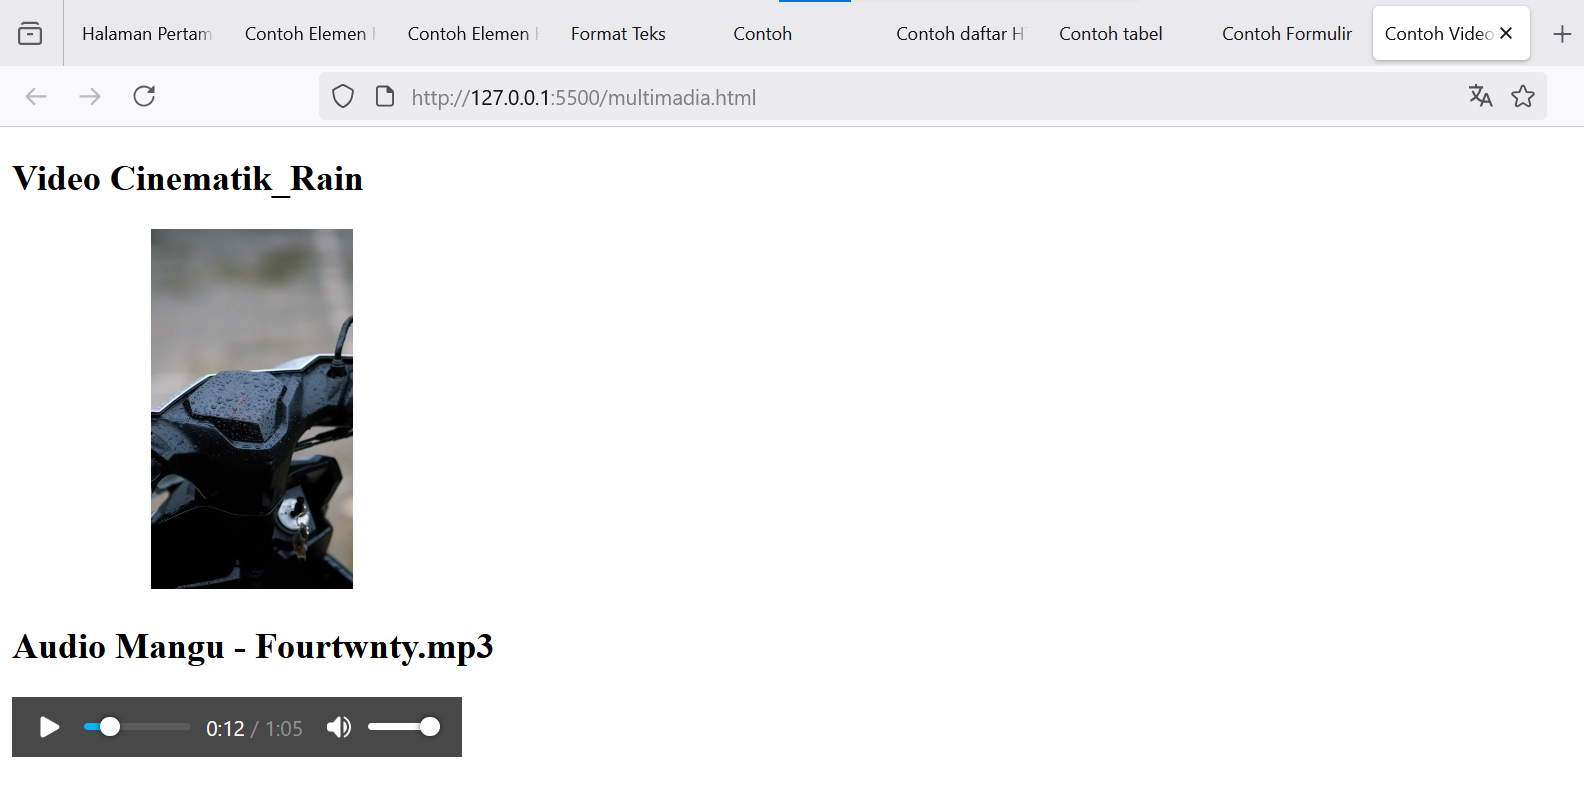 Halaman Pertam
Contoh Elemen
Contoh Elemen
Format Teks
Contoh
Contoh daftar H
Contoh tabel
Contoh Formulir
Contoh Video
http://127.0.0.1:5500/multimadia.html
Video Cinematik_Rain
Audio Mangu - Fourtwnty.mp3
0:12 / 1:05